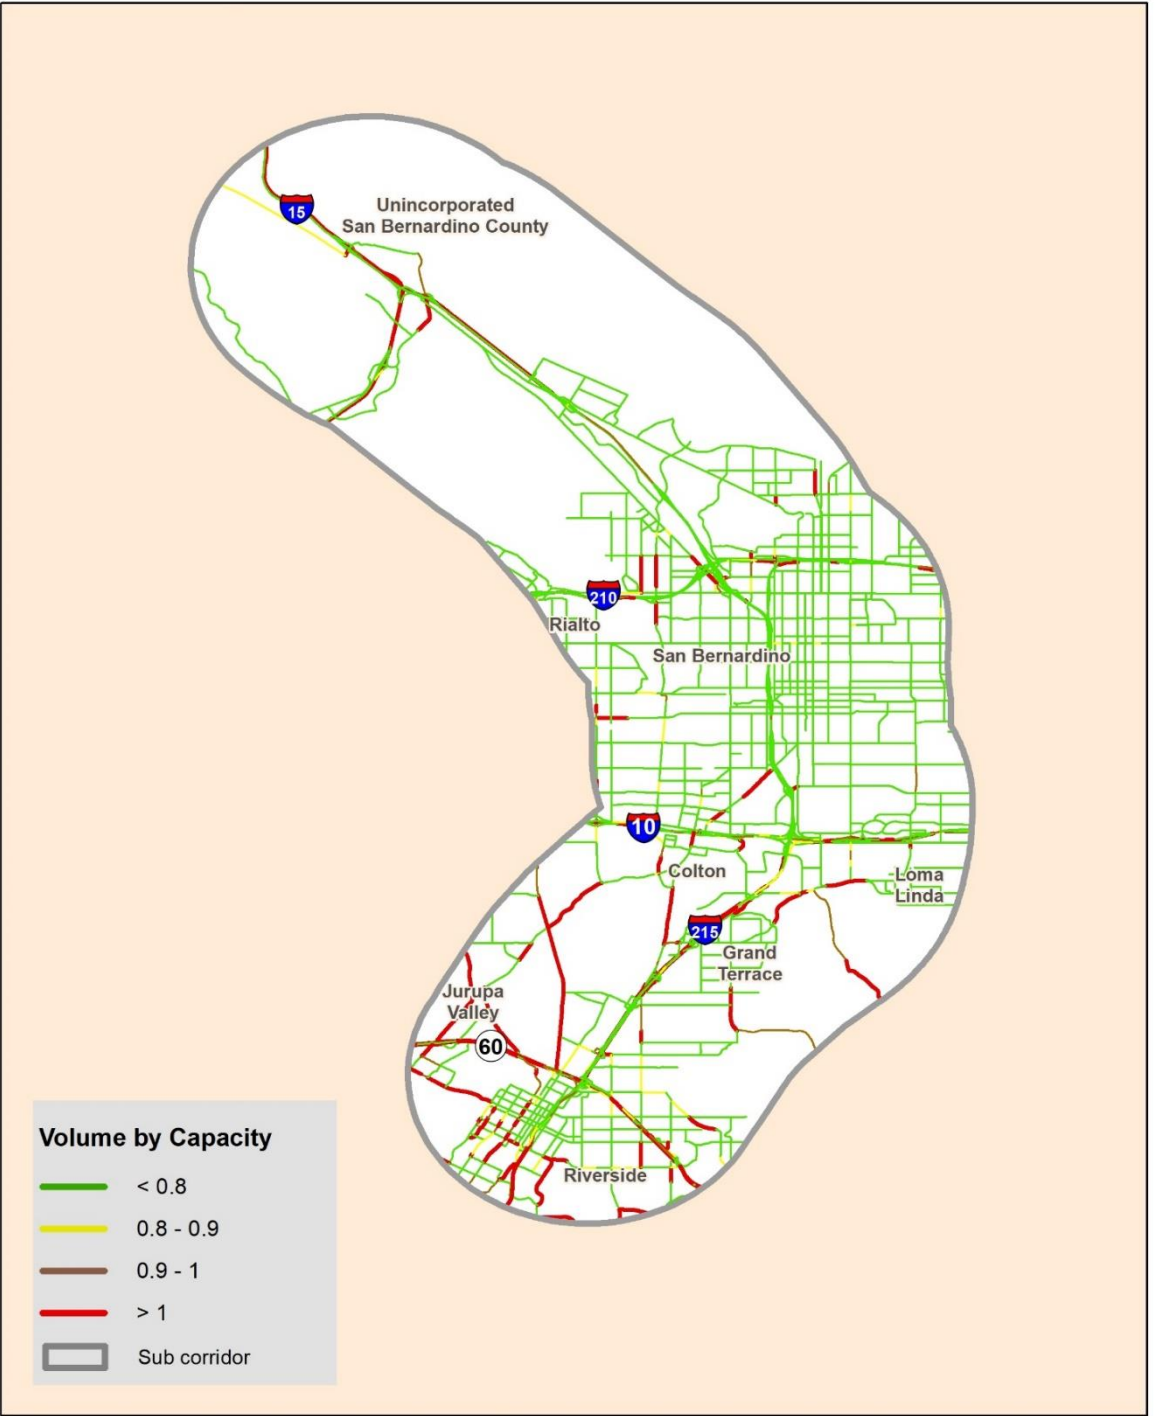 15
Unincorporated
San Bernardino County
210
Rialto
San Bernardino
10
Colton
Loma
Linda
215
Grand
Terrace
Jurupa
Valley
60
Riverside
Volume by Capacity
< 0.8
0.8 - 0.9
0.9 - 1
> 1
Sub corridor